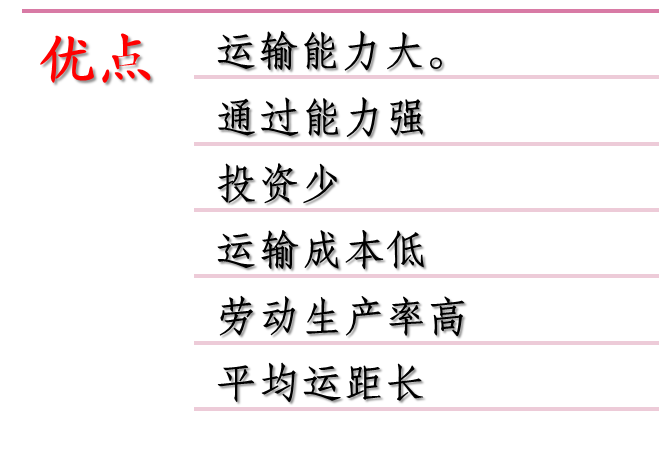 优点
运输能力大。
通过能力强
投资少
运输成本低
劳动生产率高
平均运距长